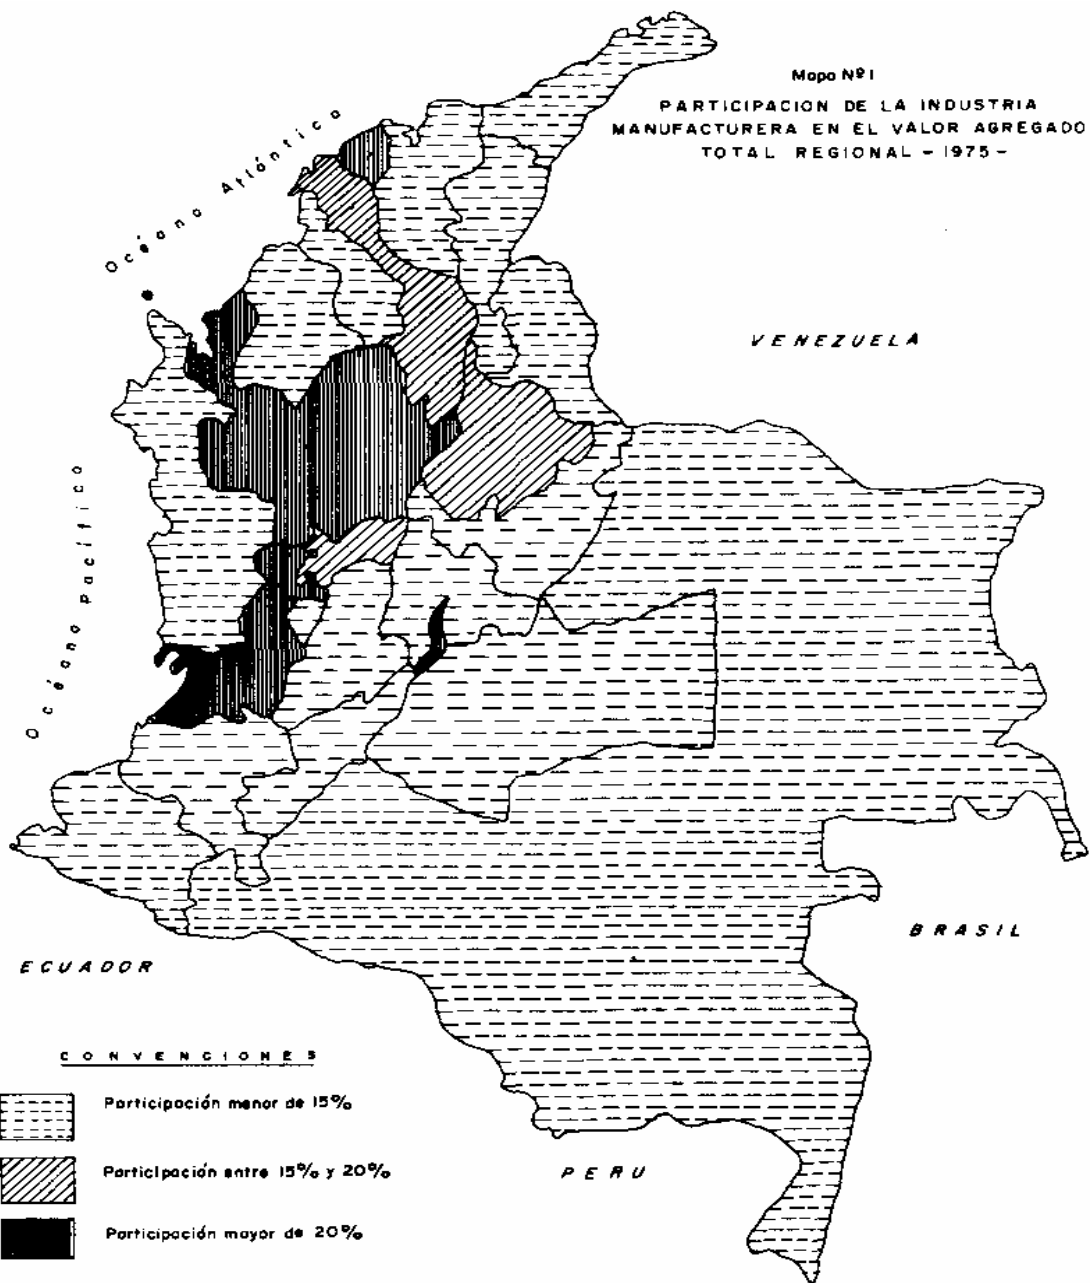 Mapa Nº 1
PARTICIPACION DE LA INDUSTRIA
MANUFACTURERA EN EL VALOR AGREGADO
TOTAL REGIONAL - 1975 -
Océano Atlántico
VENEZUELA
Océano Pacífico
BRASIL
ECUADOR
CONVENCIONES
Participación menor de 15%
Participación entre 15% y 20%
PERU
Participación mayor de 20%